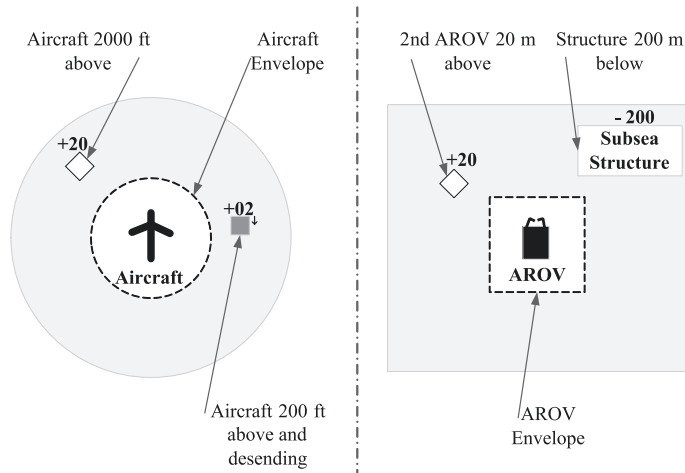 Aircraft 2000 ft
above
Aircraft
Envelope
+20
+02
↓
Aircraft
Aircraft 200 ft
above and
desending
2nd AROV 20 m
above
Structure 200 m
below
- 200
Subsea
Structure
+20
AROV
AROV
Envelope